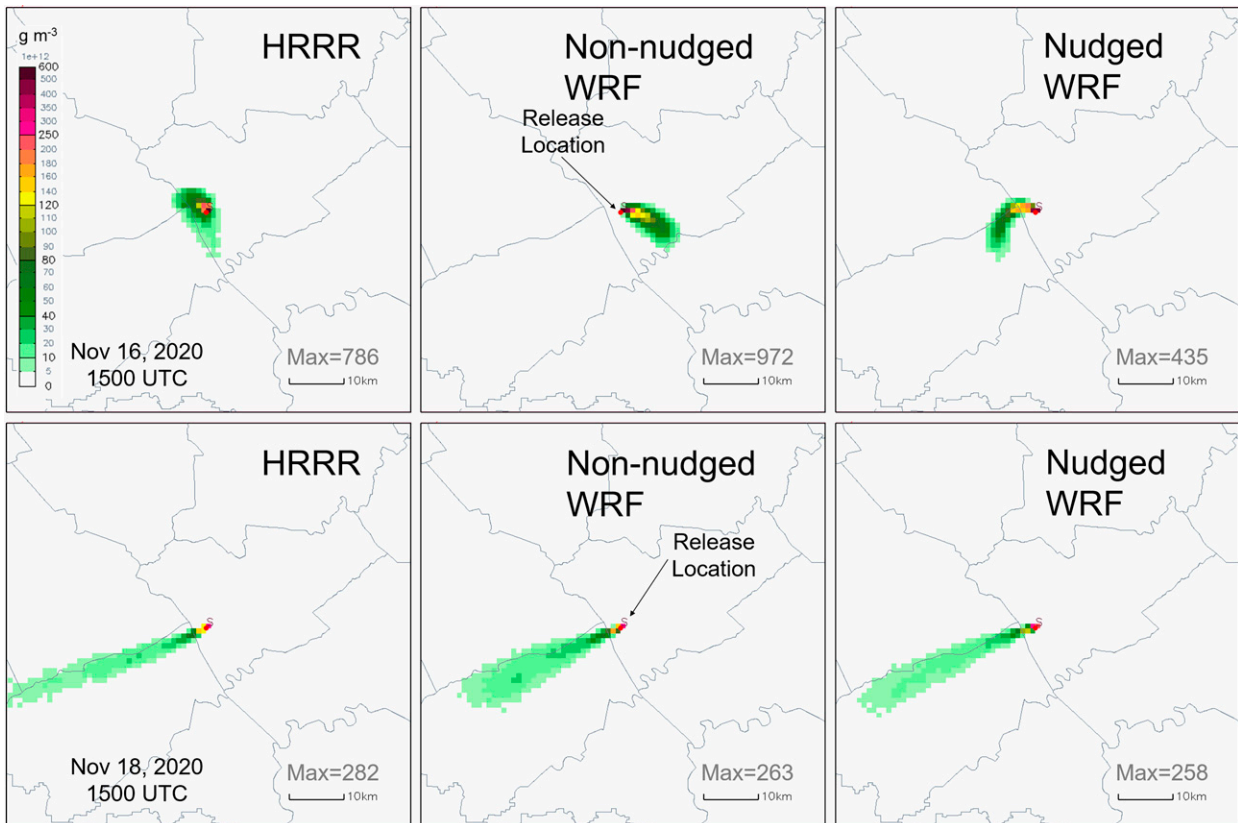 g m⁻³
1e+12
600
500
400
350
300
250
200
180
160
140
120
110
100
90
80
70
60
50
40
30
20
10
5
0
HRRR
Nov 16, 2020
1500 UTC
Max=786
10km
Non-nudged
WRF
Release
Location
S
Max=972
10km
Nudged
WRF
S
Max=435
10km
HRRR
S
Nov 18, 2020
1500 UTC
Max=282
10km
Non-nudged
WRF
Release
Location
S
Max=263
10km
Nudged
WRF
S
Max=258
10km